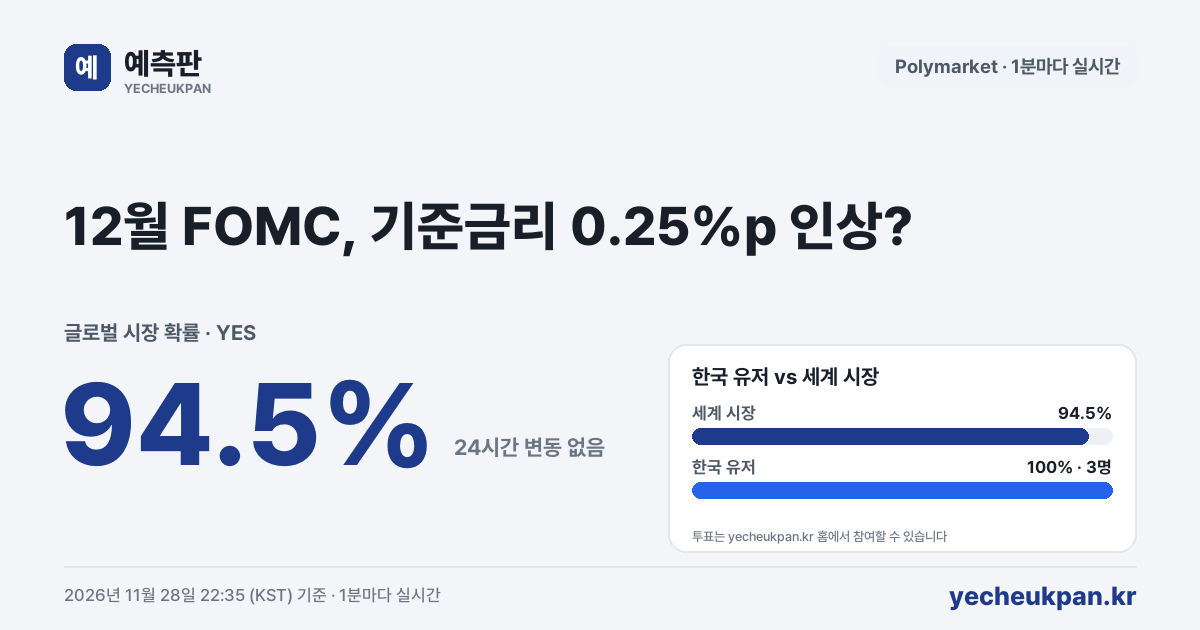 예
예측판
YECHEUKPAN
Polymarket · 1분마다 실시간
12월 FOMC, 기준금리 0.25%p 인상?
글로벌 시장 확률 · YES
94.5%
24시간 변동 없음
한국 유저 vs 세계 시장
세계 시장 94.5%
한국 유저 100% · 3명
투표는 yecheukpan.kr 홈에서 참여할 수 있습니다
2026년 11월 28일 22:35 (KST) 기준 · 1분마다 실시간
yecheukpan.kr